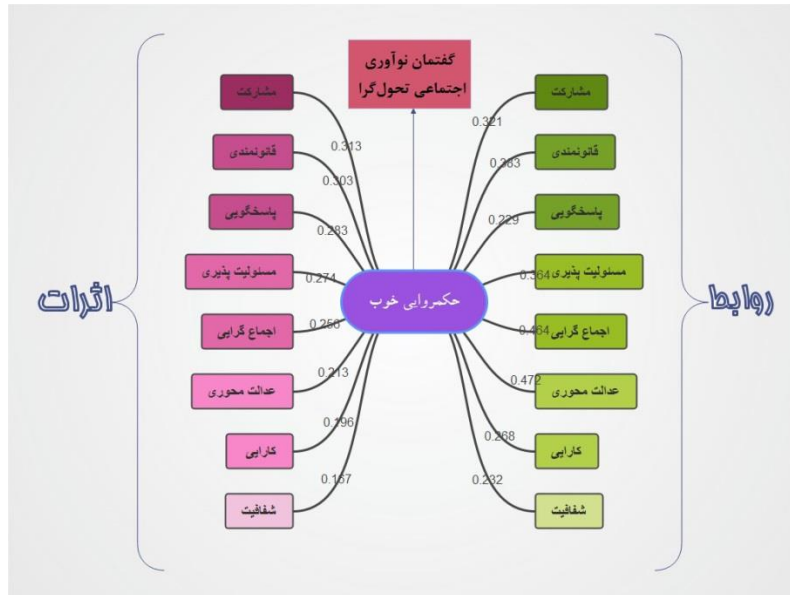 گفتمان نوآوری
اجتماعی تحول‌گرا
روابط
مشارکت
0.321
قانونمندی
0.383
پاسخگویی
0.229
مسئولیت پذیری
0.364
اجماع گرایی
0.464
عدالت محوری
0.472
کارایی
0.268
شفافیت
0.232
حکمروایی خوب
اثرات
مشارکت
0.313
قانونمندی
0.303
پاسخگویی
0.283
مسئولیت پذیری
0.274
اجماع گرایی
0.256
عدالت محوری
0.213
کارایی
0.196
شفافیت
0.167